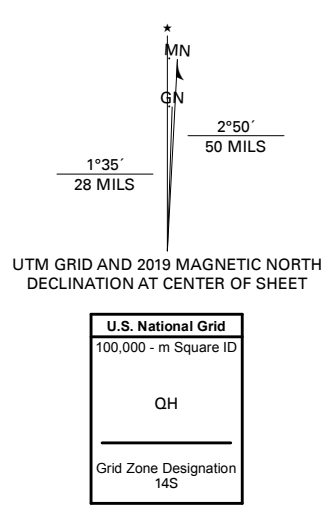 ★
MN
GN
2°50´
50 MILS
1°35´
28 MILS
UTM GRID AND 2019 MAGNETIC NORTH
DECLINATION AT CENTER OF SHEET
U.S. National Grid
100,000 - m Square ID
QH
Grid Zone Designation
14S